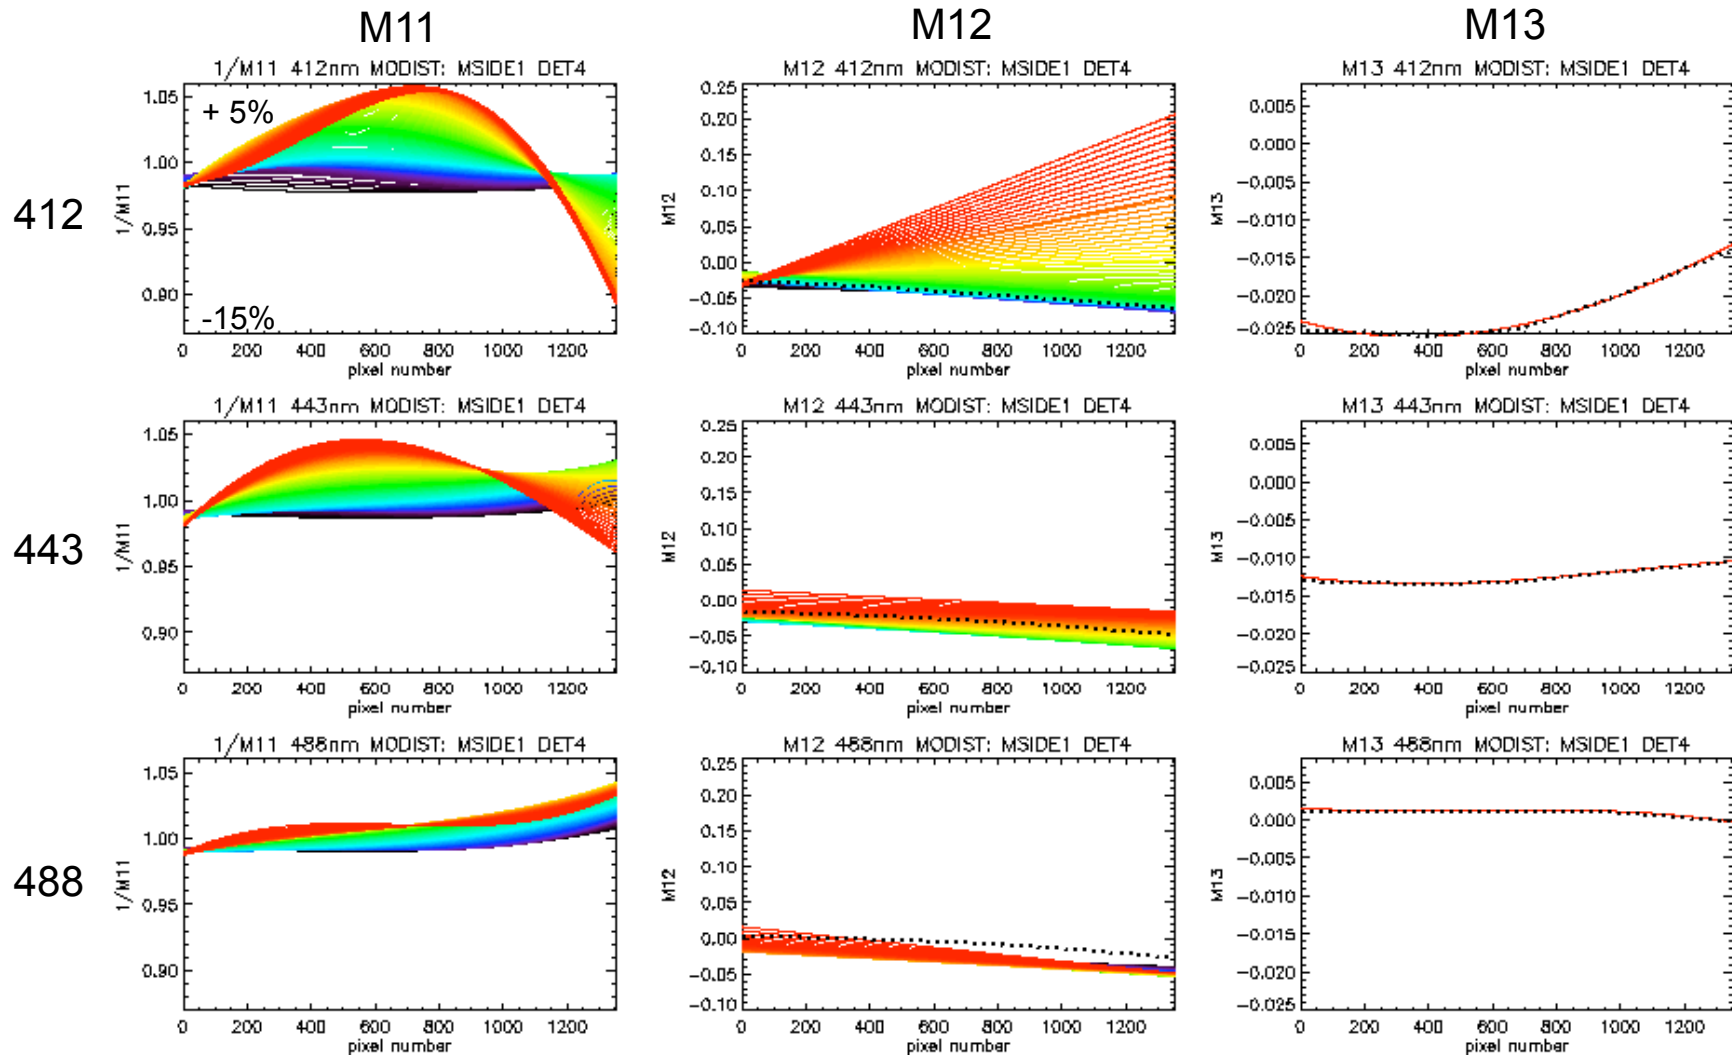 M11 M12 M13
412
1/M11 412nm MODIST: MSIDE1 DET4
+ 5%
-15%
1/M11
1.05
1.00
0.95
0.90
0 200 400 600 800 1000 1200
pixel number
M12 412nm MODIST: MSIDE1 DET4
M12
0.25
0.20
0.15
0.10
0.05
0.00
-0.05
-0.10
0 200 400 600 800 1000 1200
pixel number
M13 412nm MODIST: MSIDE1 DET4
M13
0.005
0.000
-0.005
-0.010
-0.015
-0.020
-0.025
0 200 400 600 800 1000 1200
pixel number
443
1/M11 443nm MODIST: MSIDE1 DET4
1/M11
1.05
1.00
0.95
0.90
0 200 400 600 800 1000 1200
pixel number
M12 443nm MODIST: MSIDE1 DET4
M12
0.25
0.20
0.15
0.10
0.05
0.00
-0.05
-0.10
0 200 400 600 800 1000 1200
pixel number
M13 443nm MODIST: MSIDE1 DET4
M13
0.005
0.000
-0.005
-0.010
-0.015
-0.020
-0.025
0 200 400 600 800 1000 1200
pixel number
488
1/M11 488nm MODIST: MSIDE1 DET4
1/M11
1.05
1.00
0.95
0.90
0 200 400 600 800 1000 1200
pixel number
M12 488nm MODIST: MSIDE1 DET4
M12
0.25
0.20
0.15
0.10
0.05
0.00
-0.05
-0.10
0 200 400 600 800 1000 1200
pixel number
M13 488nm MODIST: MSIDE1 DET4
M13
0.005
0.000
-0.005
-0.010
-0.015
-0.020
-0.025
0 200 400 600 800 1000 1200
pixel number